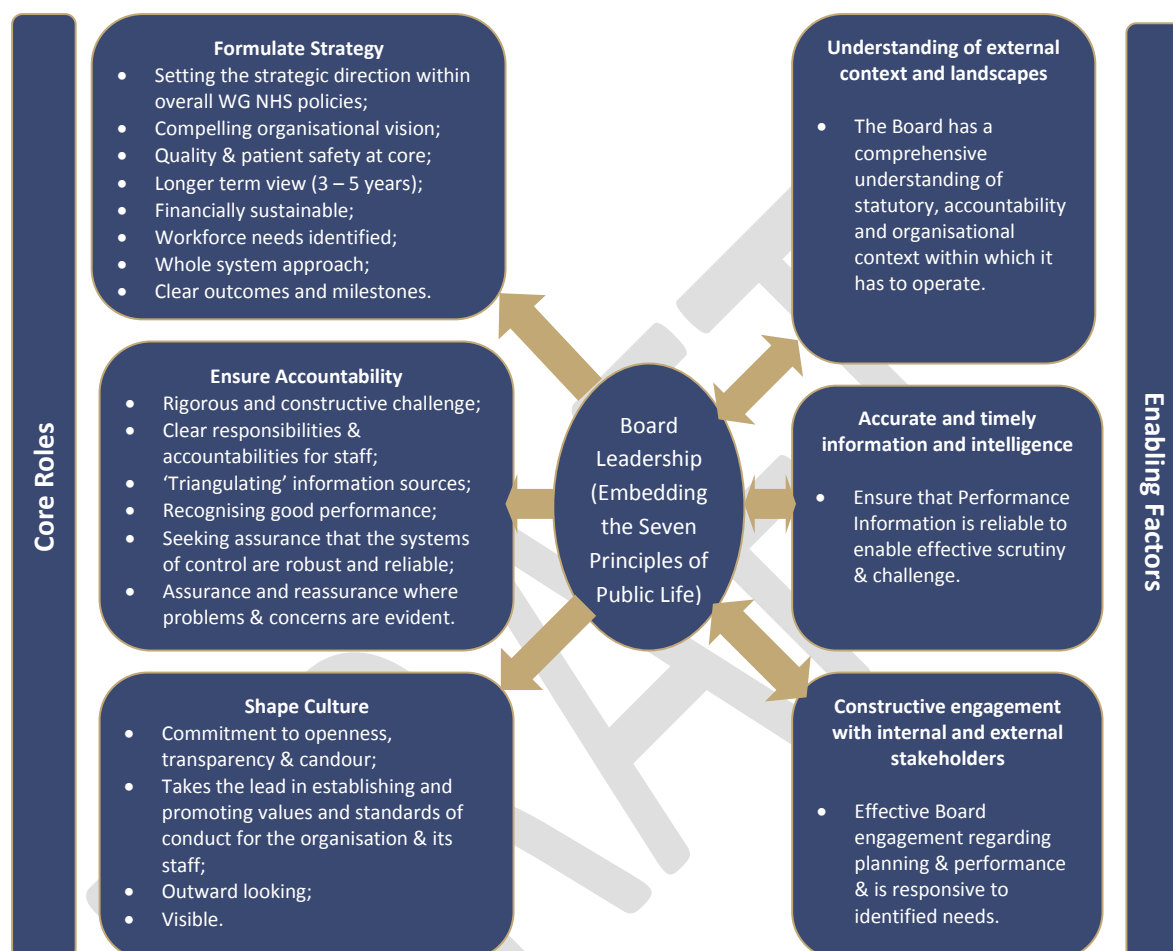 Core Roles
Formulate Strategy
• Setting the strategic direction within
overall WG NHS policies;
• Compelling organisational vision;
• Quality & patient safety at core;
• Longer term view (3 – 5 years);
• Financially sustainable;
• Workforce needs identified;
• Whole system approach;
• Clear outcomes and milestones.
Ensure Accountability
• Rigorous and constructive challenge;
• Clear responsibilities &
accountabilities for staff;
• ‘Triangulating’ information sources;
• Recognising good performance;
• Seeking assurance that the systems
of control are robust and reliable;
• Assurance and reassurance where
problems & concerns are evident.
Shape Culture
• Commitment to openness,
transparency & candour;
• Takes the lead in establishing and
promoting values and standards of
conduct for the organisation & its
staff;
• Outward looking;
• Visible.
Board
Leadership
(Embedding
the Seven
Principles of
Public Life)
Understanding of external
context and landscapes
• The Board has a
comprehensive
understanding of
statutory, accountability
and organisational
context within which it
has to operate.
Accurate and timely
information and intelligence
• Ensure that Performance
Information is reliable to
enable effective scrutiny
& challenge.
Constructive engagement
with internal and external
stakeholders
• Effective Board
engagement regarding
planning & performance
& is responsive to
identified needs.
Enabling Factors